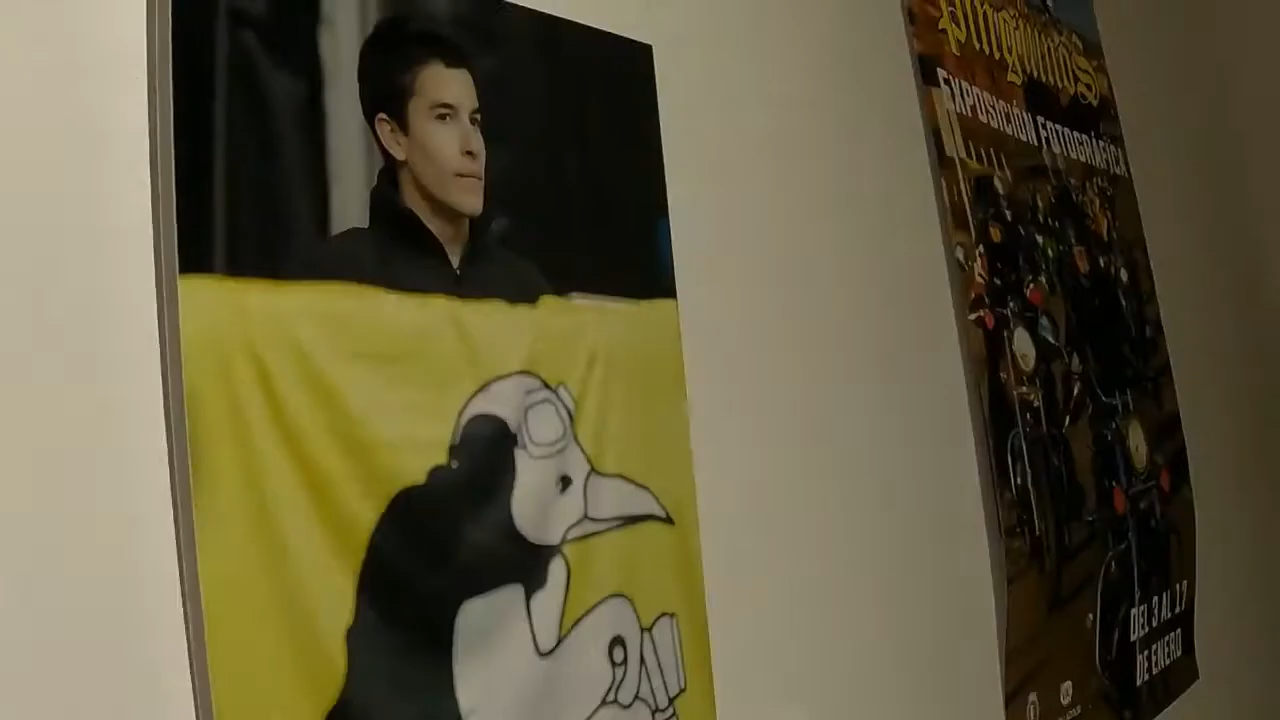 Pingüinos
EXPOSICIÓN FOTOGRÁFICA
DEL 3 AL 17
DE ENERO